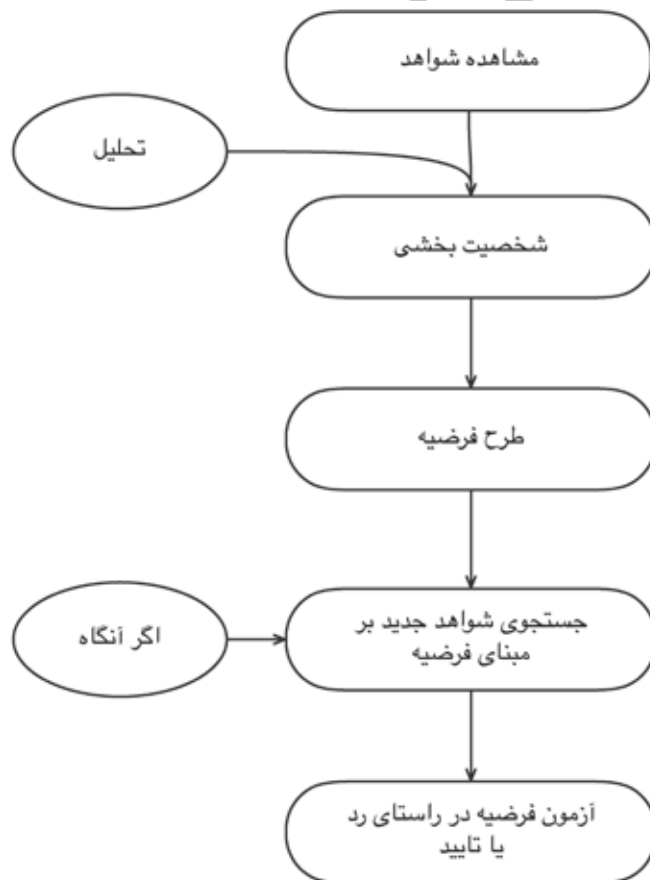 مشاهده شواهد
تحلیل
شخصیت بخشی
طرح فرضیه
اگر آنگاه
جستجوی شواهد جدید بر
مبنای فرضیه
آزمون فرضیه در راستای رد
یا تایید